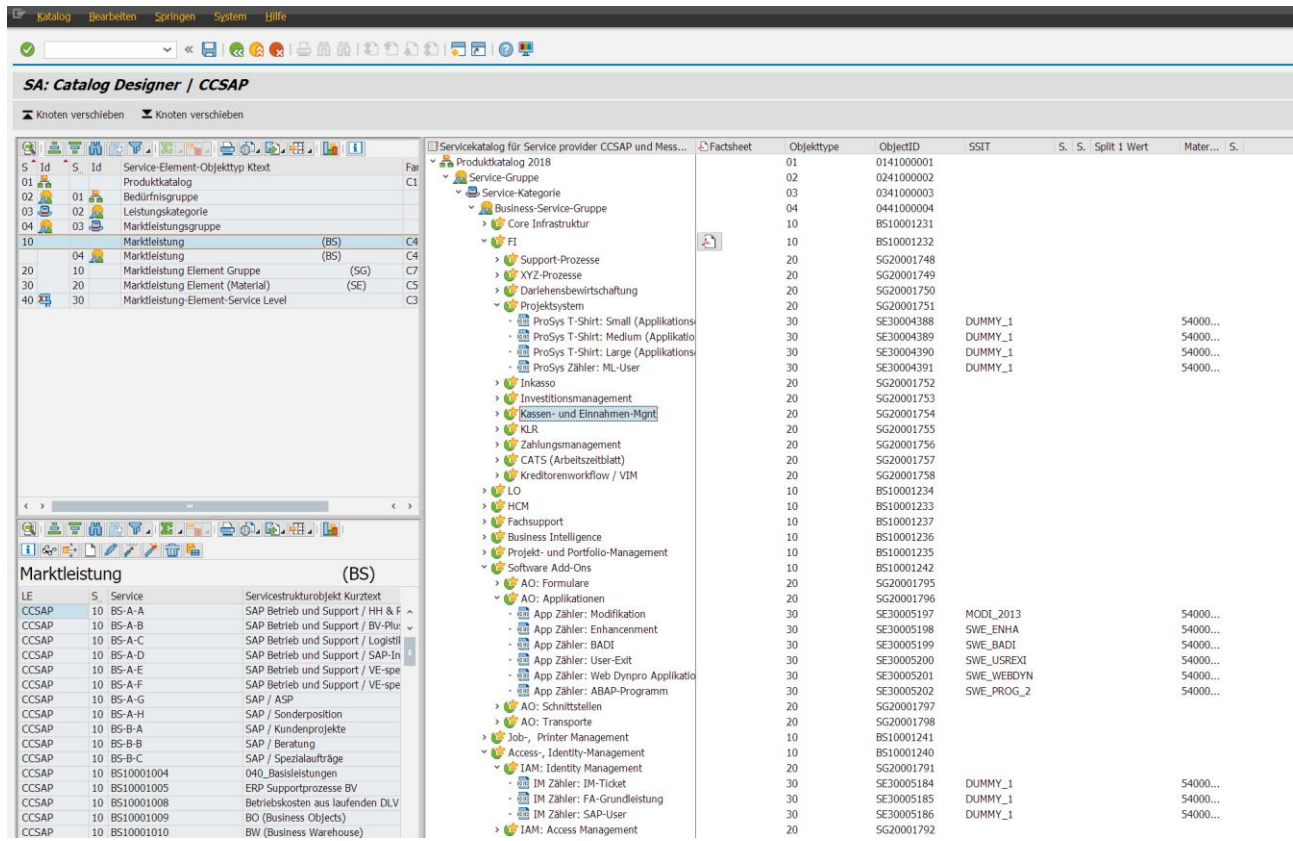 Katalog Bearbeiten Springen System Hilfe
SA: Catalog Designer | CCSAP
Knoten verschieben Knoten verschieben
S Id S.. Id Service-Element-Objekttyp Ktext Far
01 Produktkatalog C1
02 01 Bedürfnisgruppe
03 02 Leistungskategorie
04 03 Marktleistungsgruppe
10 Marktleistung (BS) C4
04 Marktleistung (BS) C4
20 10 Marktleistung Element Gruppe (SG) C7
30 20 Marktleistung Element (Material) (SE) C5
40 30 Marktleistung-Element-Service Level C3
Marktleistung (BS)
LE S.. Service Servicestrukturobjekt Kurztext
CCSAP 10 BS-A-A SAP Betrieb und Support / HH &
CCSAP 10 BS-A-B SAP Betrieb und Support / BV-Plu
CCSAP 10 BS-A-C SAP Betrieb und Support / Logisti
CCSAP 10 BS-A-D SAP Betrieb und Support / SAP-In
CCSAP 10 BS-A-E SAP Betrieb und Support / VE-spe
CCSAP 10 BS-A-F SAP Betrieb und Support / VE-spe
CCSAP 10 BS-A-G SAP / ASP
CCSAP 10 BS-A-H SAP / Sonderposition
CCSAP 10 BS-B-A SAP / Kundenprojekte
CCSAP 10 BS-B-B SAP / Beratung
CCSAP 10 BS-B-C SAP / Spezialaufträge
CCSAP 10 BS10001004 040_Basisleistungen
CCSAP 10 BS10001005 ERP Supportprozesse BV
CCSAP 10 BS10001008 Betriebskosten aus laufenden DLV
CCSAP 10 BS10001009 BO (Business Objects)
CCSAP 10 BS10001010 BW (Business Warehouse)
Servicekatalog für Service provider CCSAP und Mess... Factsheet Objekttype ObjectID SSIT S.. S.. Split 1 Wert Mater... S..
Produktkatalog 2018 01 0141000001
Service-Gruppe 02 0241000002
Service-Kategorie 03 0341000003
Business-Service-Gruppe 04 0441000004
Core Infrastruktur 10 BS10001231
FI 10 BS10001232
Support-Prozesse 20 SG20001748
XYZ-Prozesse 20 SG20001749
Darlehensbewirtschaftung 20 SG20001750
Projektsystem 20 SG20001751
ProSys T-Shirt: Small (Applikations 30 SE30004388 DUMMY_1 54000...
ProSys T-Shirt: Medium (Applikatio 30 SE30004389 DUMMY_1 54000...
ProSys T-Shirt: Large (Applikations 30 SE30004390 DUMMY_1 54000...
ProSys Zähler: ML-User 30 SE30004391 DUMMY_1 54000...
Inkasso 20 SG20001752
Investitionsmanagement 20 SG20001753
Kassen- und Einnahmen-Mgnt 20 SG20001754
KLR 20 SG20001755
Zahlungsmanagement 20 SG20001756
CATS (Arbeitszeitblatt) 20 SG20001757
Kreditorenworkflow / VIM 20 SG20001758
LO 10 BS10001234
HCM 10 BS10001233
Fachsupport 10 BS10001237
Business Intelligence 10 BS10001236
Projekt- und Portfolio-Management 10 BS10001235
Software Add-Ons 10 BS10001242
AO: Formulare 20 SG20001795
AO: Applikationen 20 SG20001796
App Zähler: Modifikation 30 SE30005197 MODI_2013 54000...
App Zähler: Enhancenment 30 SE30005198 SWE_ENHA 54000...
App Zähler: BADI 30 SE30005199 SWE_BADI 54000...
App Zähler: User-Exit 30 SE30005200 SWE_USREXI 54000...
App Zähler: Web Dynpro Applikatio 30 SE30005201 SWE_WEBDYN 54000...
App Zähler: ABAP-Programm 30 SE30005202 SWE_PROG_2 54000...
AO: Schnittstellen 20 SG20001797
AO: Transporte 20 SG20001798
Job-, Printer Management 10 BS10001241
Access-, Identity-Management 10 BS10001240
IAM: Identity Management 20 SG20001791
IM Zähler: IM-Ticket 30 SE30005184 DUMMY_1 54000...
IM Zähler: FA-Grundleistung 30 SE30005185 DUMMY_1 54000...
IM Zähler: SAP-User 30 SE30005186 DUMMY_1 54000...
IAM: Access Management 20 SG20001792